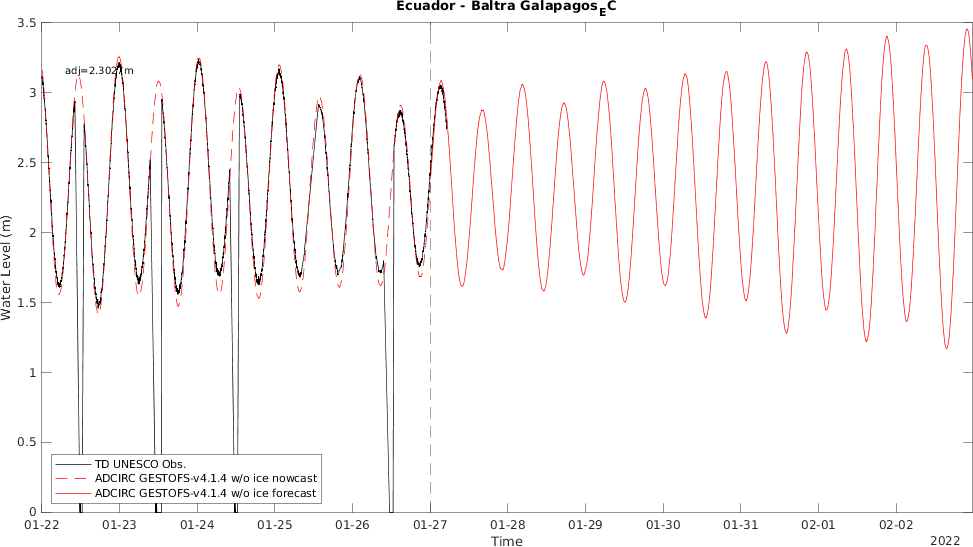 Ecuador - Baltra Galapagos_EC
adj=2.302 m
3.5
3
2.5
2
1.5
1
0.5
0
Water Level (m)
TD UNESCO Obs.
ADCIRC GESTOFS-v4.1.4 w/o ice nowcast
ADCIRC GESTOFS-v4.1.4 w/o ice forecast
01-22 01-23 01-24 01-25 01-26 01-27 01-28 01-29 01-30 01-31 02-01 02-02
Time
2022